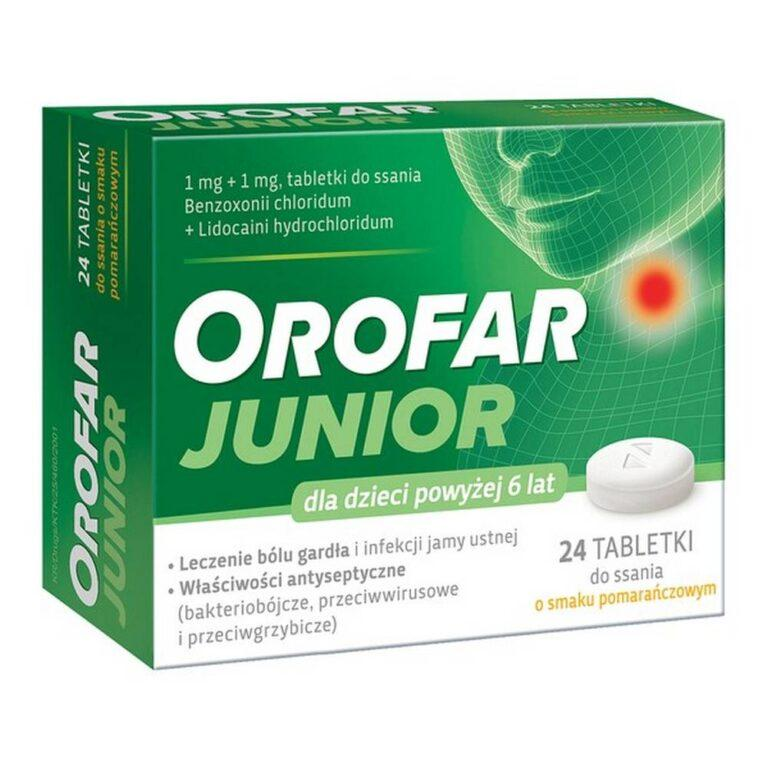 OROFAR
JUNIOR
24 TABLETKI
1 mg + 1 mg, tabletki do ssania
Benzoxonii chloridum
+ Lidocaini hydrochloridum
OROFAR
JUNIOR
dla dzieci powyżej 6 lat
• Leczenie bólu gardła i infekcji jamy ustnej
• Właściwości antyseptyczne
(bakteriobójcze, przeciwwirusowe
i przeciwgrzybicze)
24 TABLETKI
do ssania
o smaku pomarańczowym
24 TABLETKI
do ssania o smaku
pomarańczowym
OROFAR
JUNIOR